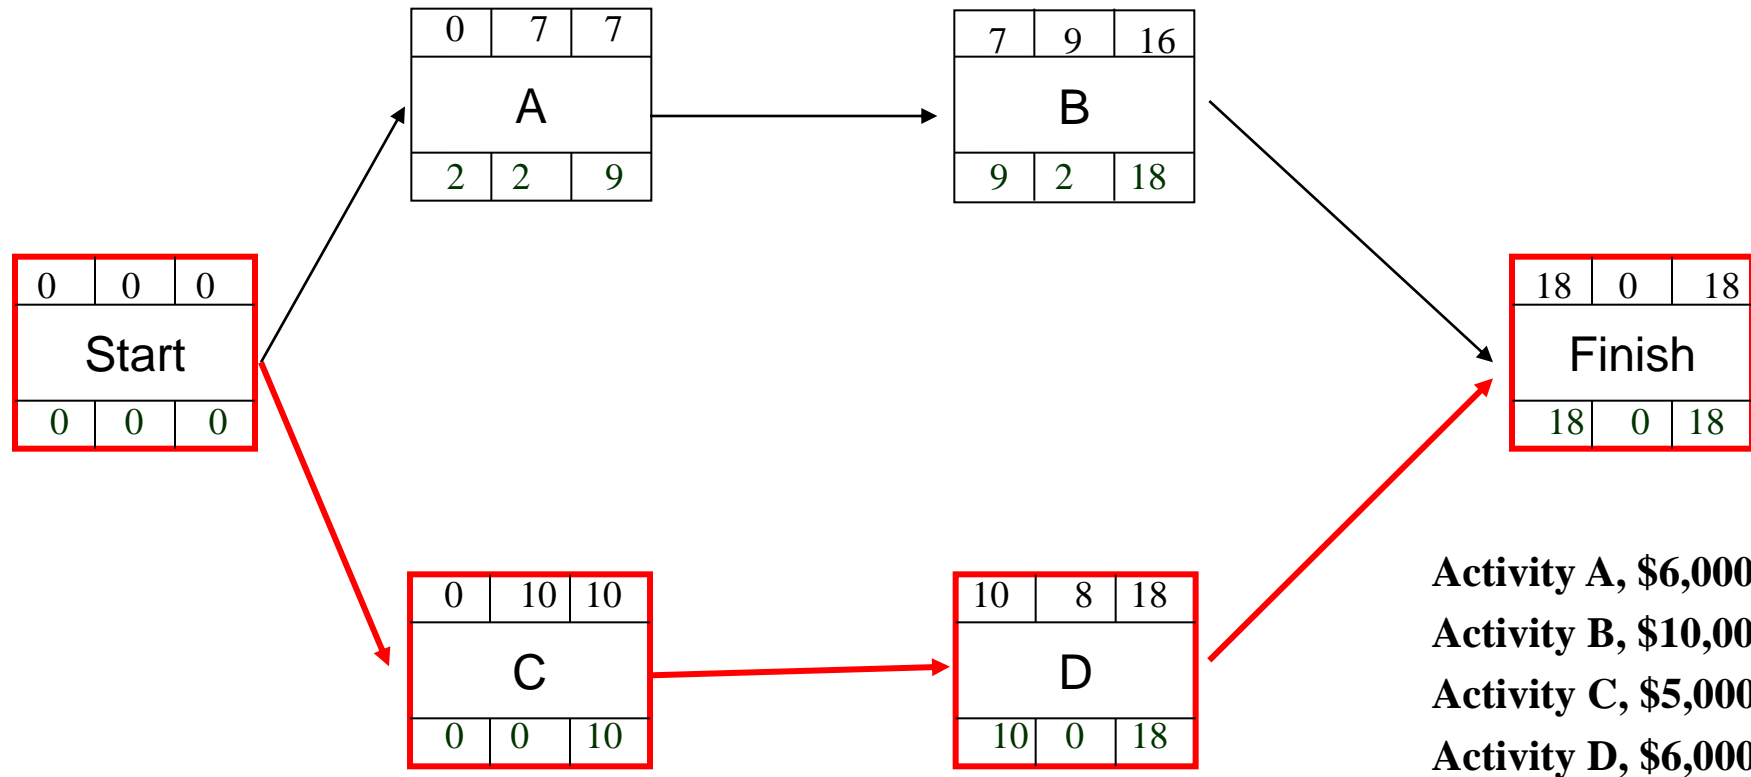 0 7 7
A
2 2 9
7 9 16
B
9 2 18
0 0 0
Start
0 0 0
18 0 18
Finish
18 0 18
0 10 10
C
0 0 10
10 8 18
D
10 0 18
Activity A, $6,000
Activity B, $10,00
Activity C, $5,000
Activity D, $6,000